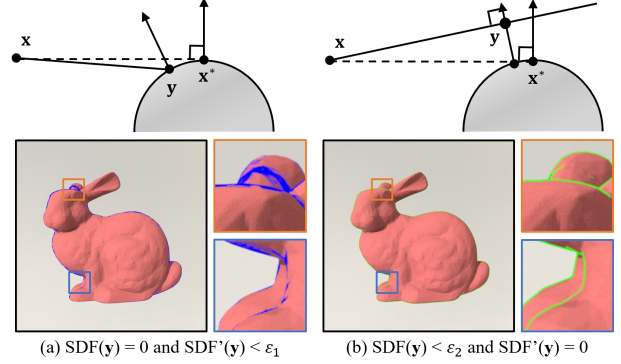 x
y
x*
x
y
x*
(a) SDF(y) = 0 and SDF'(y) < ε1
(b) SDF(y) < ε2 and SDF'(y) = 0